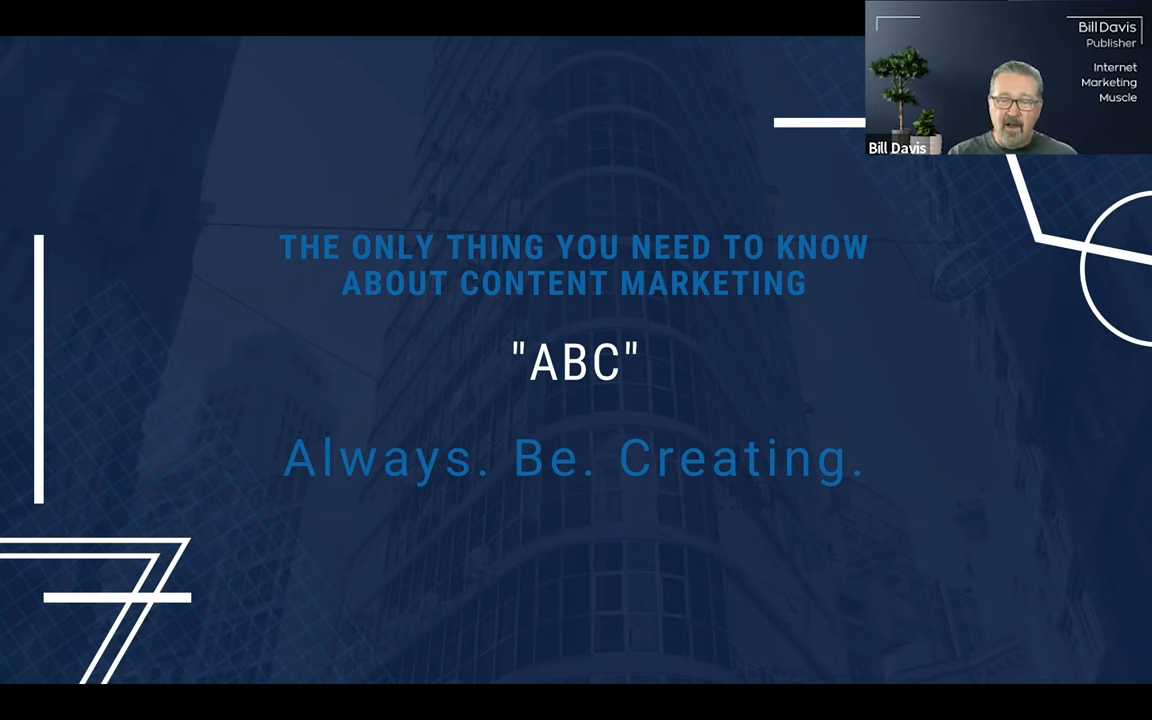 Bill Davis
Publisher
Internet
Marketing
Muscle
Bill Davis
THE ONLY THING YOU NEED TO KNOW
ABOUT CONTENT MARKETING
"ABC"
Always. Be. Creating.